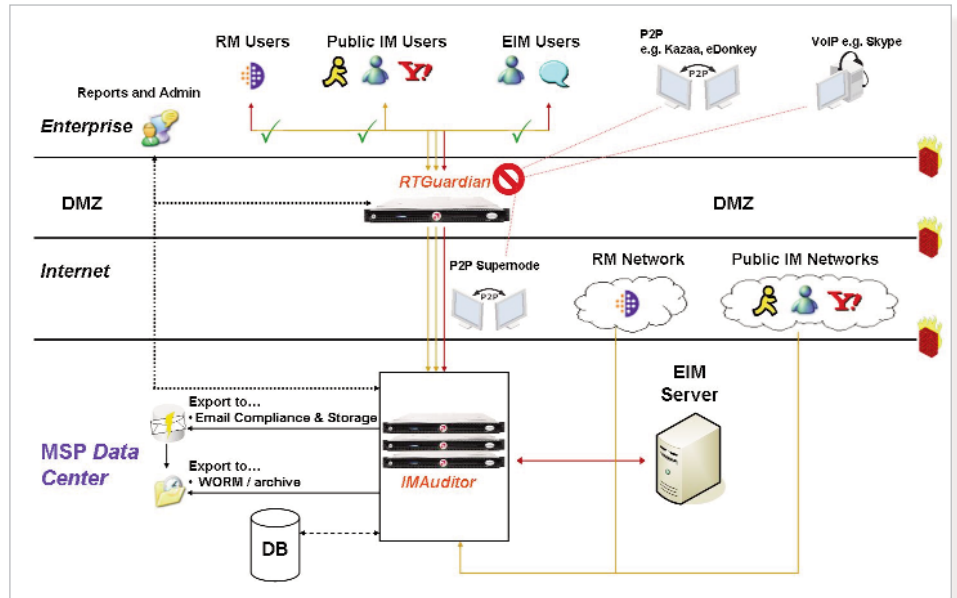 RM Users
Public IM Users
EIM Users
P2P
e.g. Kazaa, eDonkey
P2P
VoIP e.g. Skype
Y!
Reports and Admin
Enterprise
RTGuardian
DMZ
DMZ
Internet
P2P Supernode
P2P
RM Network
Public IM Networks
Y!
EIM
Server
Export to…
• Email Compliance & Storage
MSP Data
Center
Export to…
• WORM / archive
IMAuditor
DB